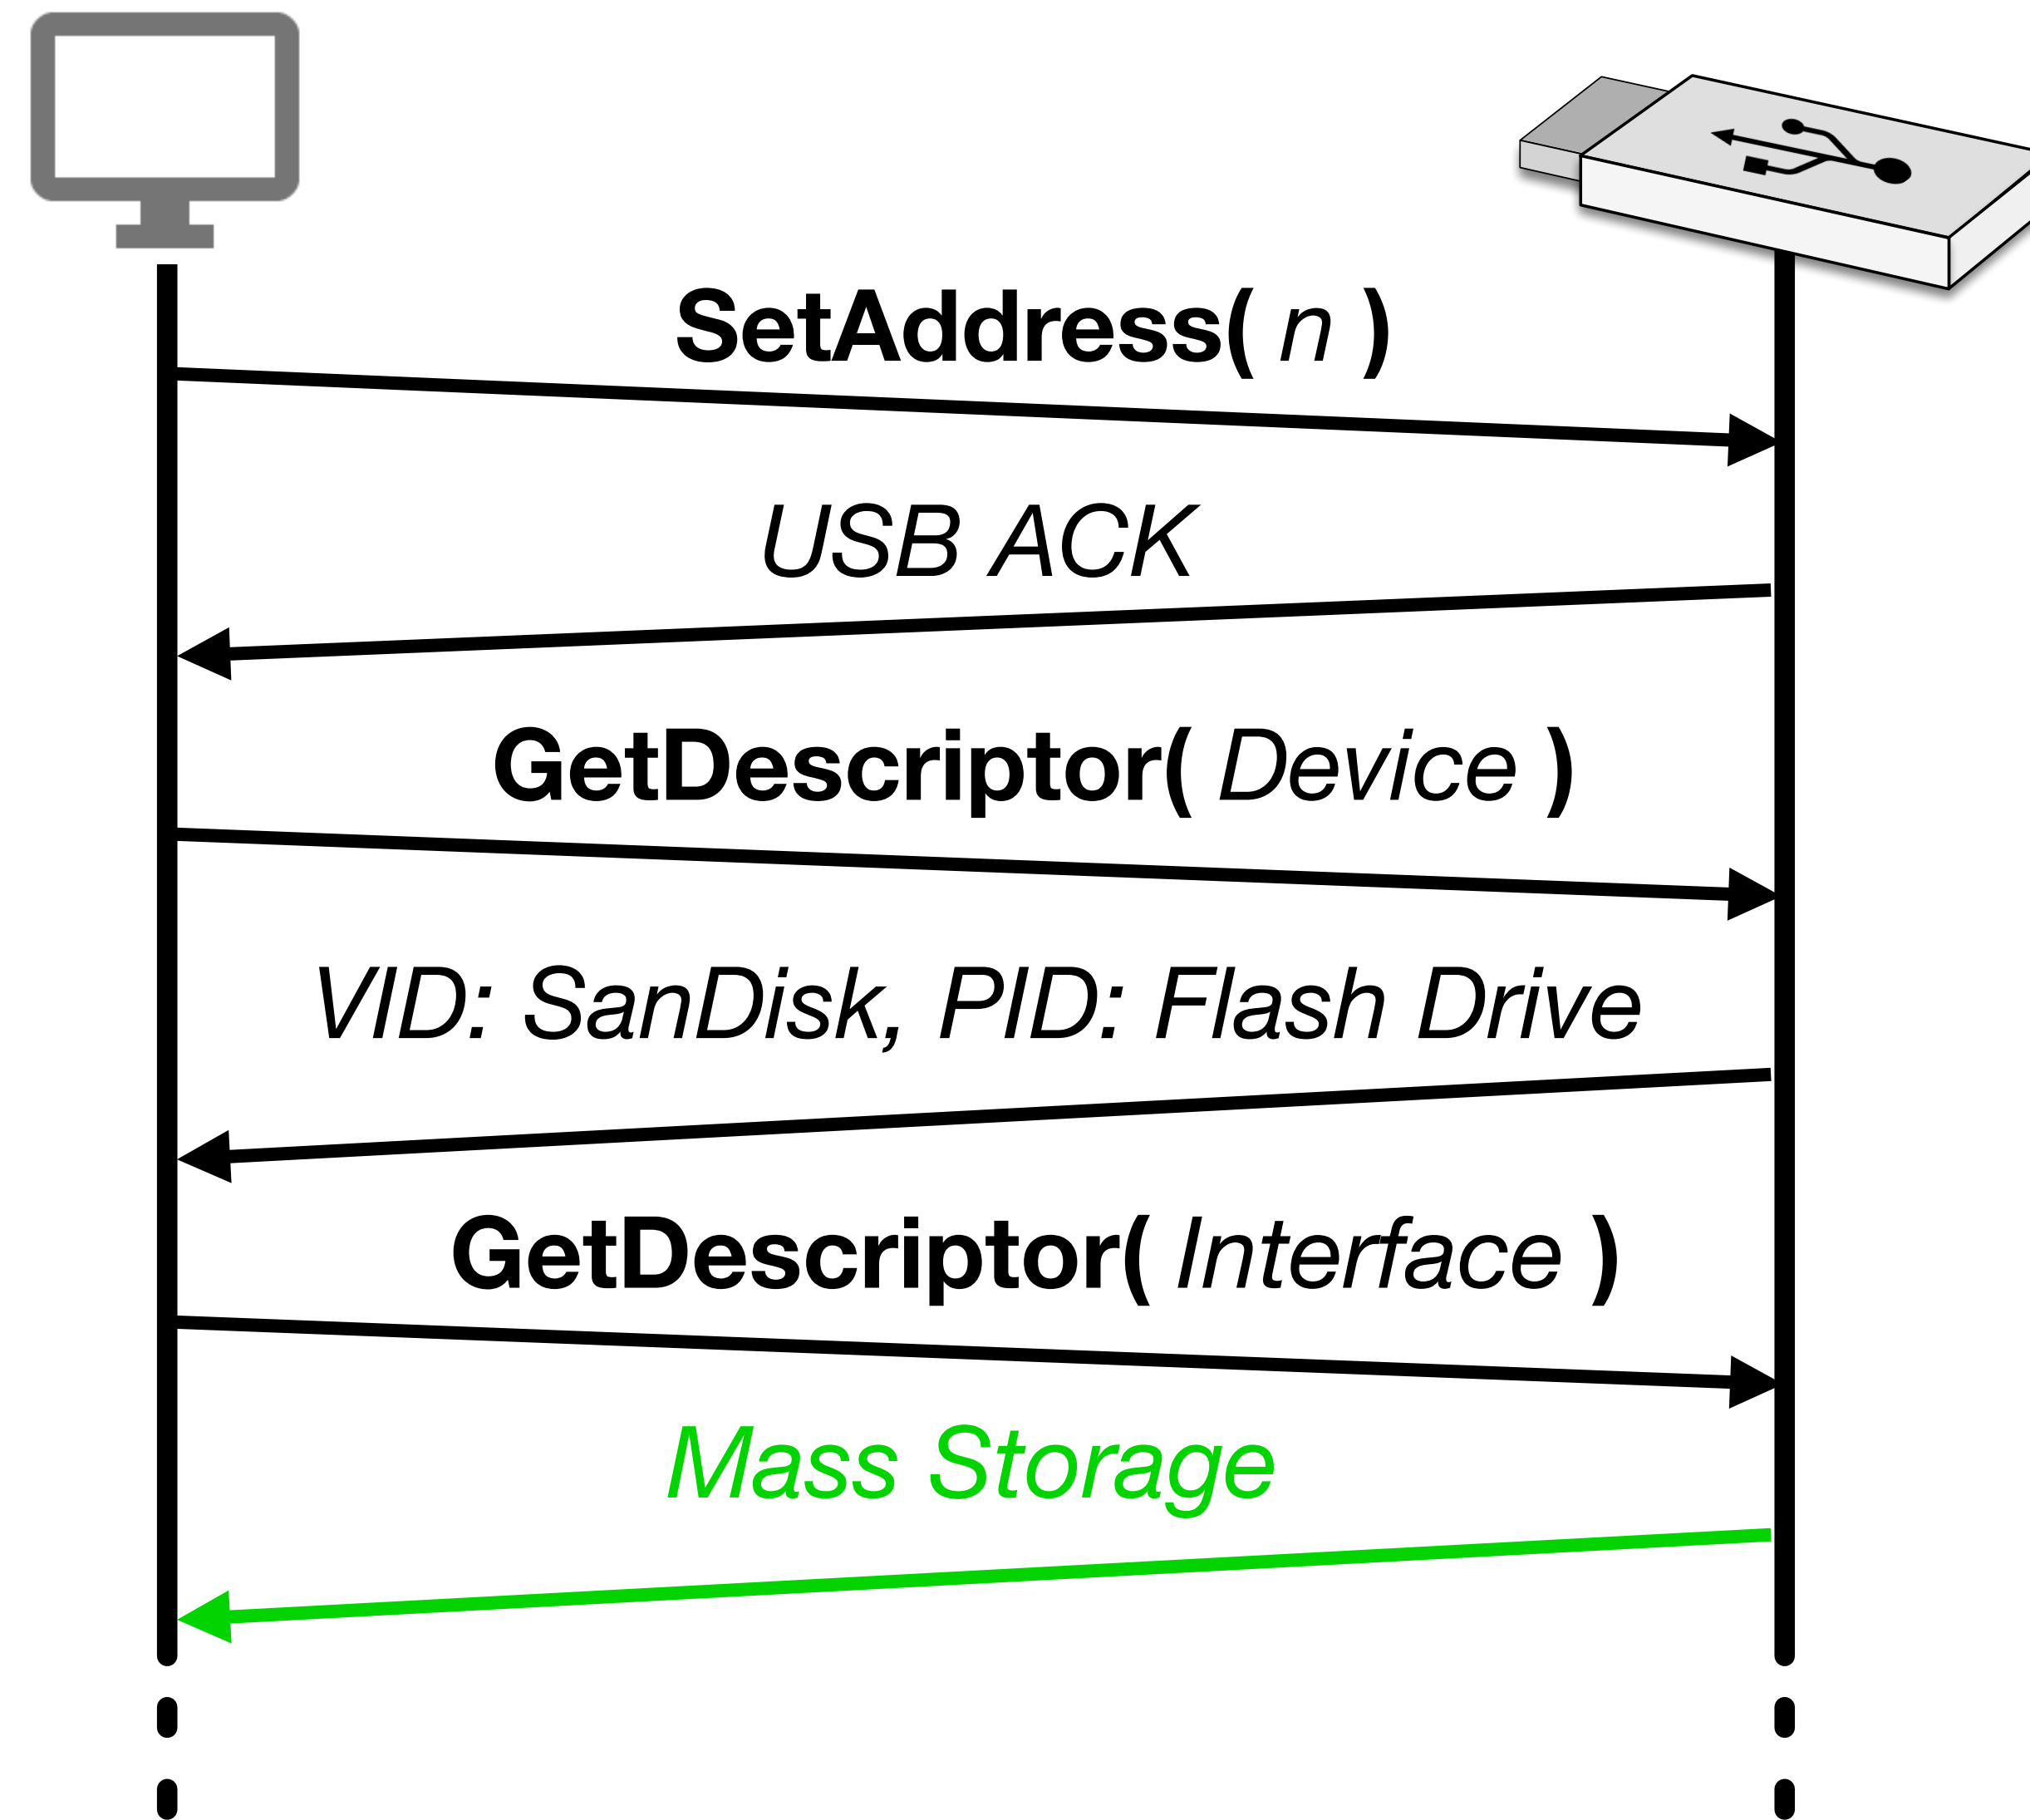 SetAddress( n )
USB ACK
GetDescriptor( Device )
VID: SanDisk, PID: Flash Drive
GetDescriptor( Interface )
Mass Storage